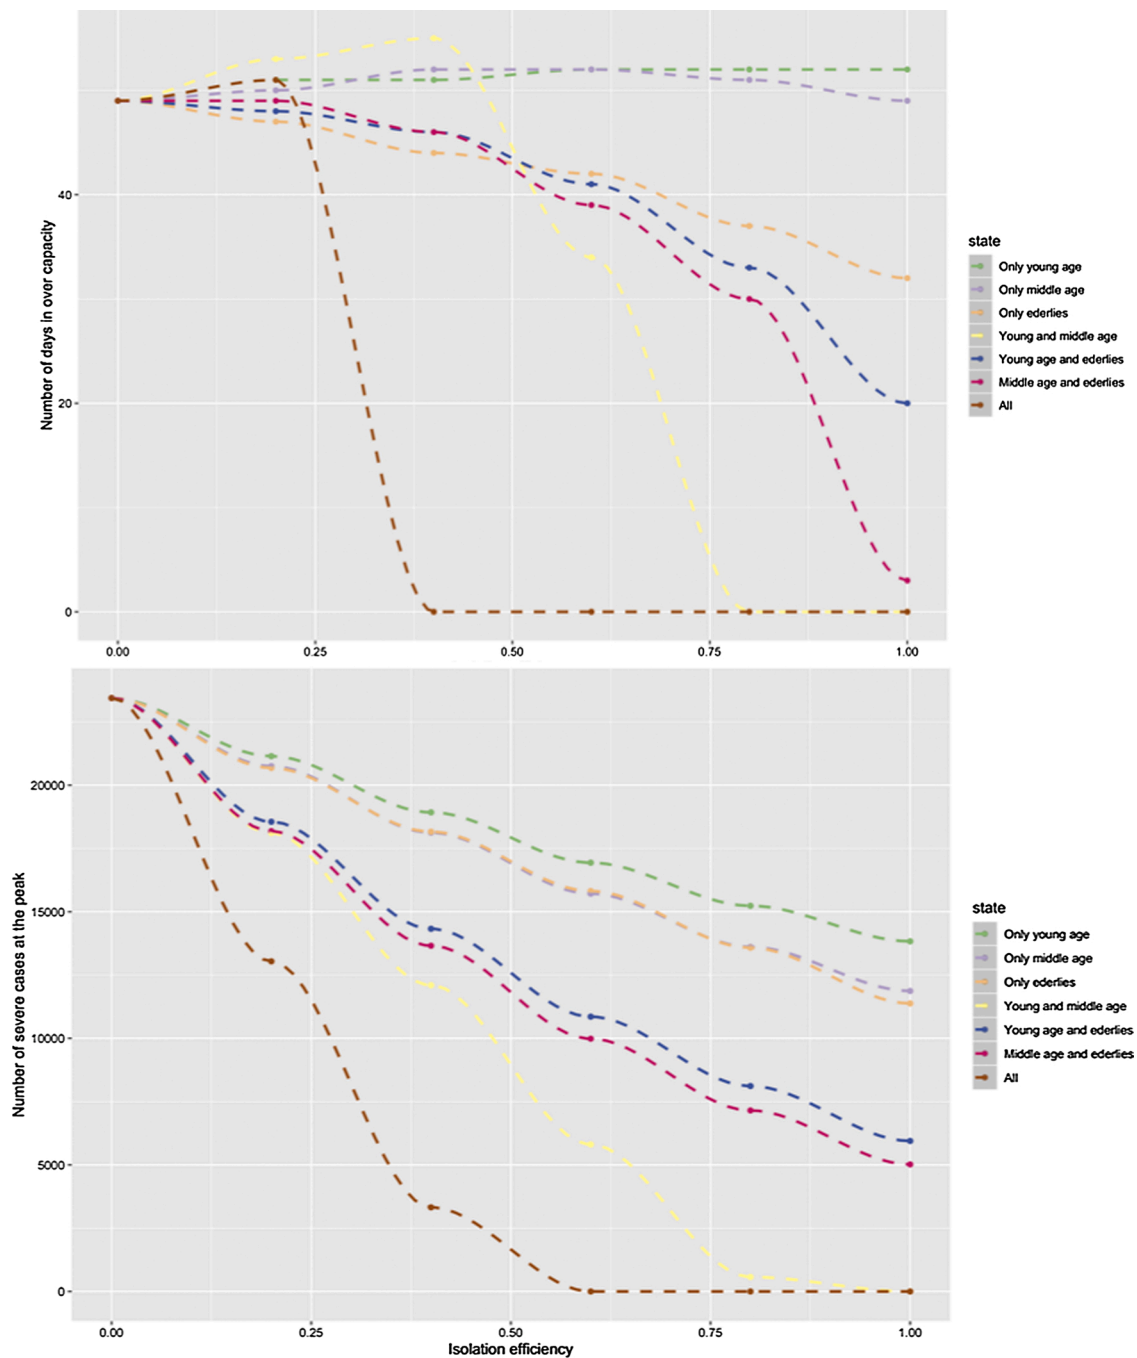 Number of days in over capacity
40
20
0
0.00 0.25 0.50 0.75 1.00
state
Only young age
Only middle age
Only ederlies
Young and middle age
Young age and ederlies
Middle age and ederlies
All
Number of severe cases at the peak
20000
15000
10000
5000
0
0.00 0.25 0.50 0.75 1.00
Isolation efficiency
state
Only young age
Only middle age
Only ederlies
Young and middle age
Young age and ederlies
Middle age and ederlies
All